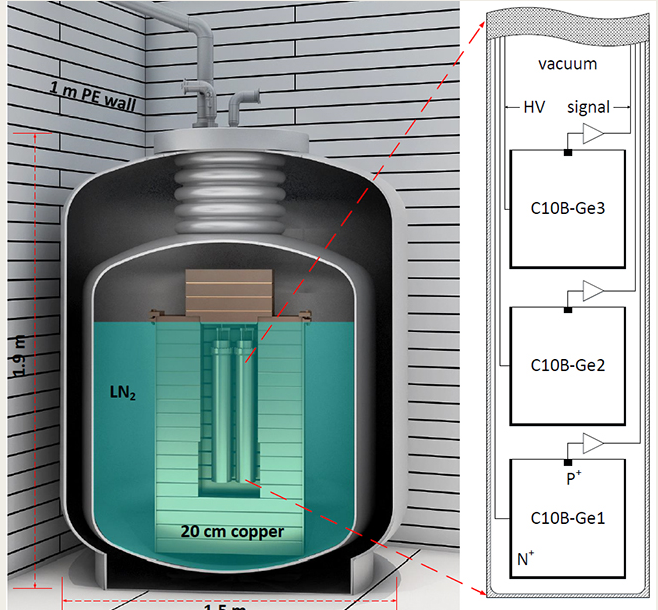 1 m PE wall
1.9 m
LN₂
20 cm copper
1.5 m
vacuum
HV signal
C10B-Ge3
C10B-Ge2
P⁺
C10B-Ge1
N⁺